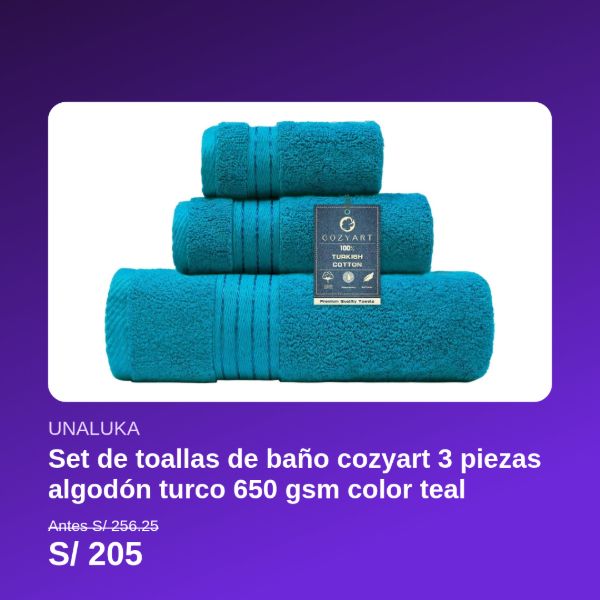 COZYART
100%
TURKISH
COTTON
Premium Quality Towels
UNALUKA
Set de toallas de baño cozyart 3 piezas
algodón turco 650 gsm color teal
Antes S/ 256.25
S/ 205